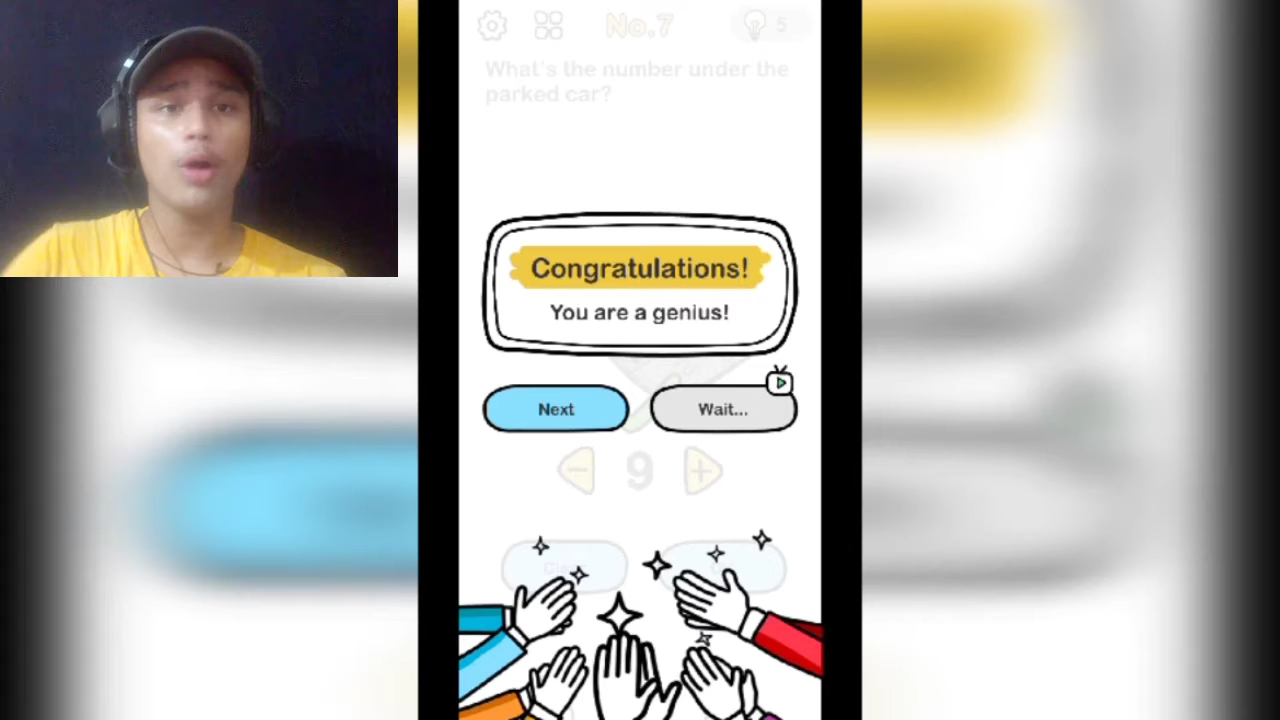 No.7
5
What's the number under the
parked car?
Congratulations!
You are a genius!
Next
Wait...
9